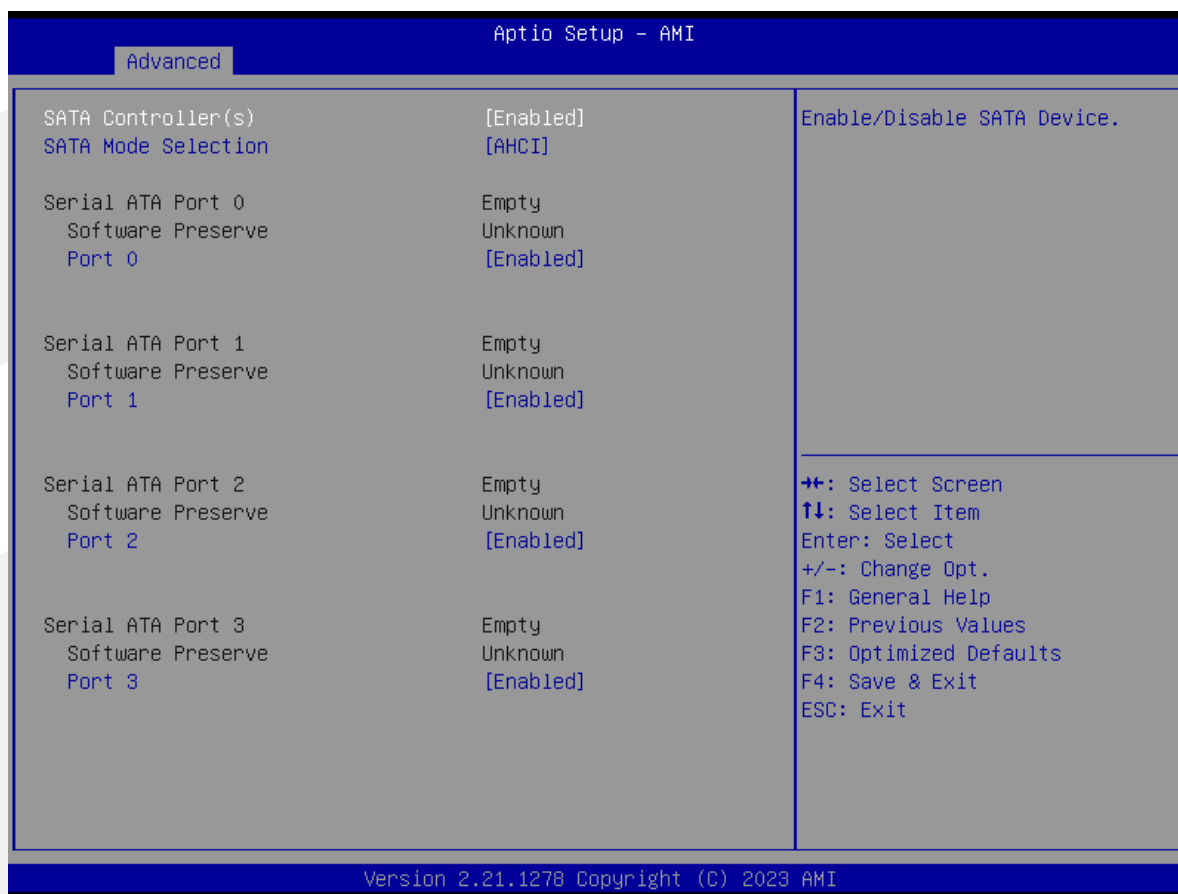 Aptio Setup – AMI
Advanced
SATA Controller(s) [Enabled] Enable/Disable SATA Device.
SATA Mode Selection [AHCI]
Serial ATA Port 0 Empty
Software Preserve Unknown
Port 0 [Enabled]
Serial ATA Port 1 Empty
Software Preserve Unknown
Port 1 [Enabled]
Serial ATA Port 2 Empty
Software Preserve Unknown
Port 2 [Enabled]
Serial ATA Port 3 Empty
Software Preserve Unknown
Port 3 [Enabled]
→←: Select Screen
↑↓: Select Item
Enter: Select
+/-: Change Opt.
F1: General Help
F2: Previous Values
F3: Optimized Defaults
F4: Save & Exit
ESC: Exit
Version 2.21.1278 Copyright (C) 2023 AMI